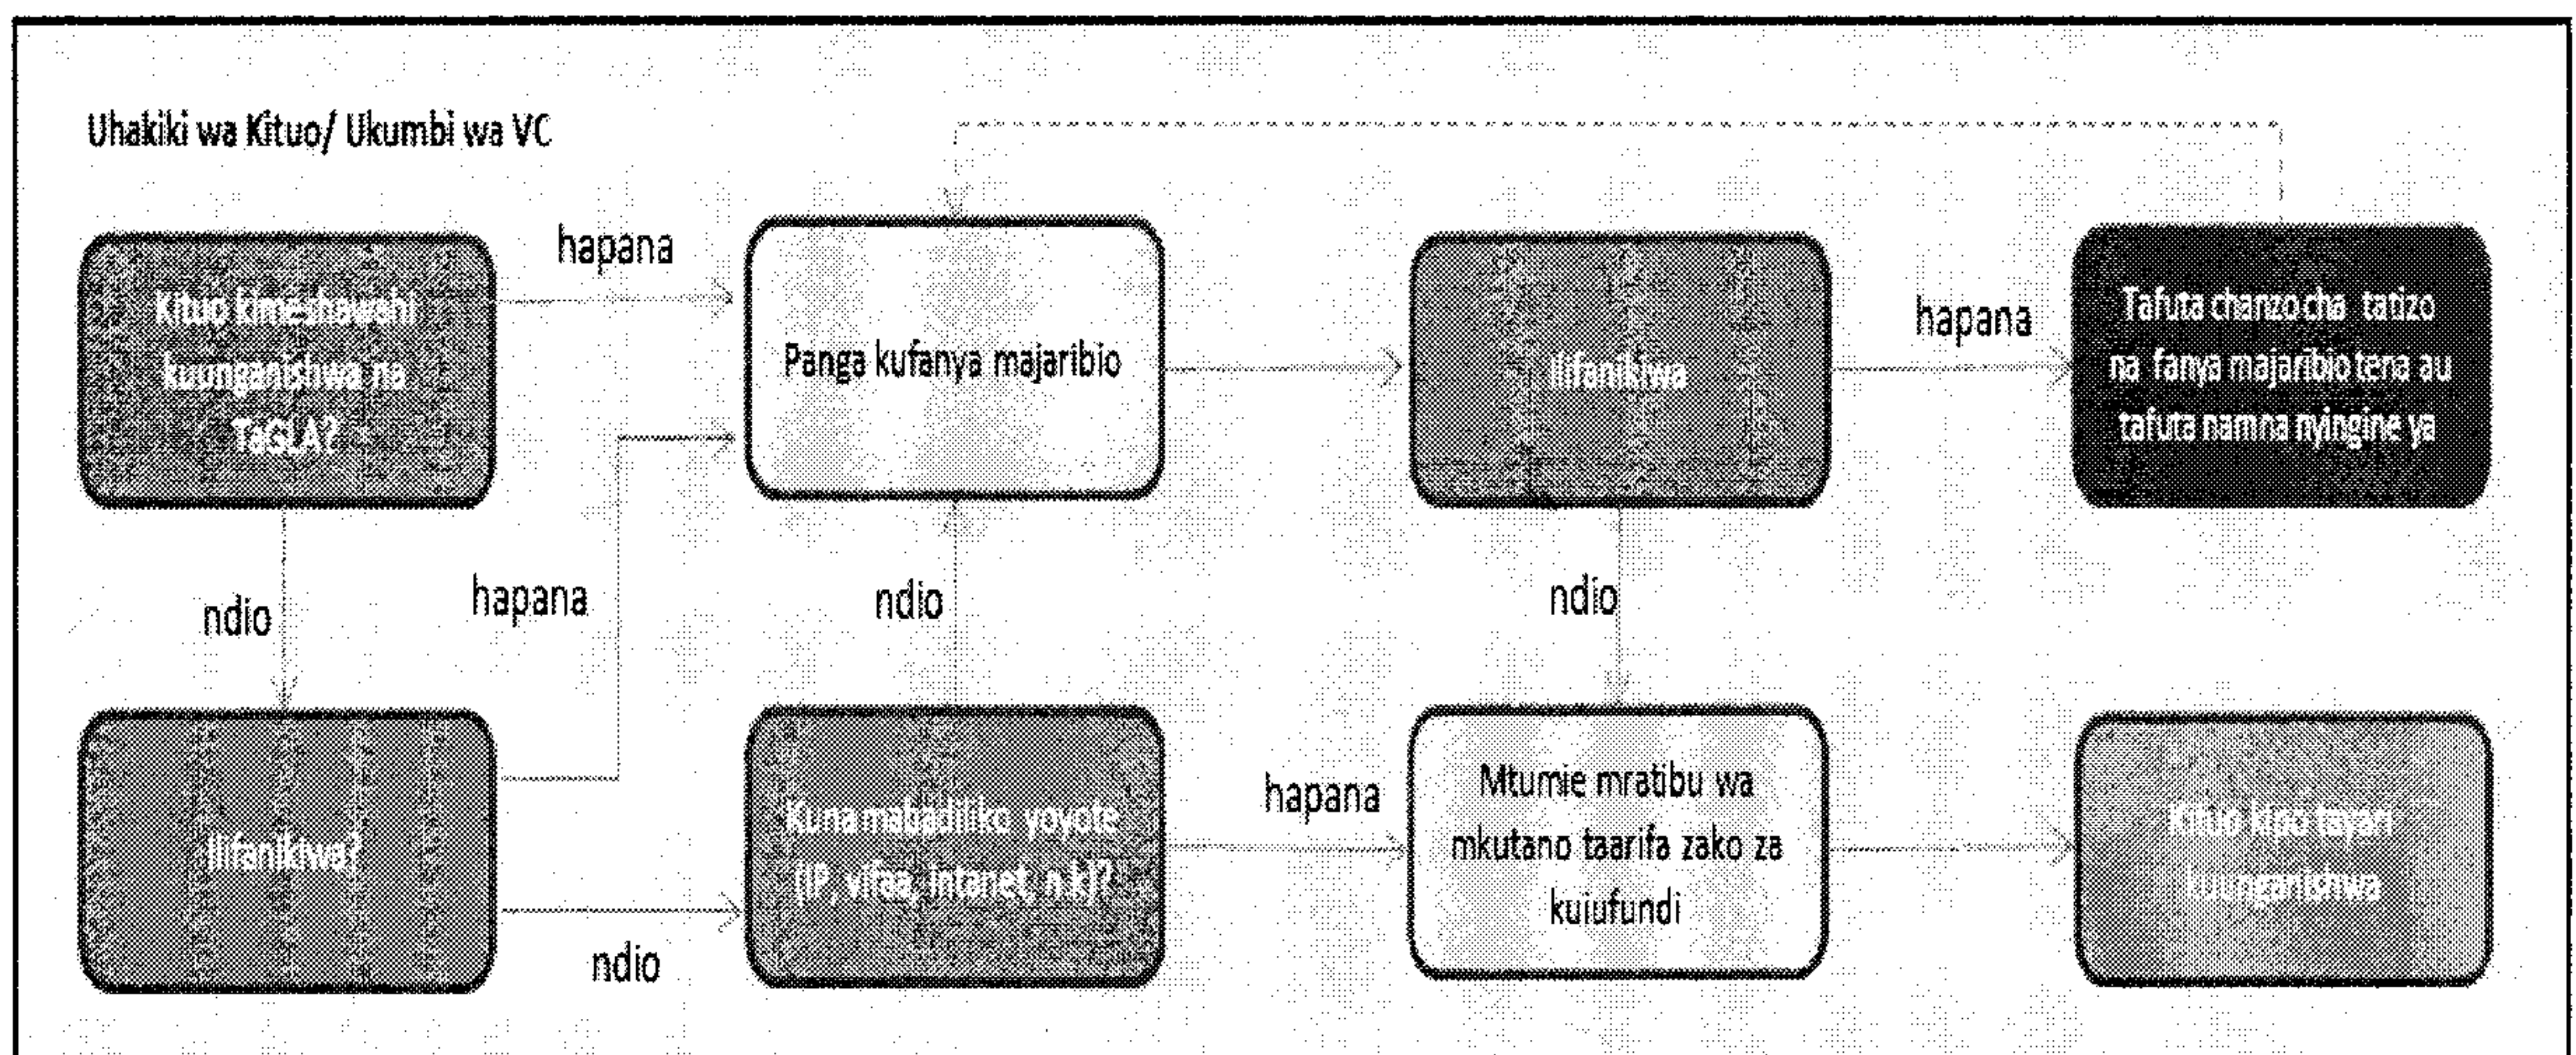 Uhakiki wa Kituo/ Ukumbi wa VC
hapana
Kituo kimeshawahi
kuunganishwa na
TaGLA?
Panga kufanya majaribio
Ilifanikiwa
hapana
Tafuta chanzo cha tatizo
na fanya majaribio tena au
tafuta namna nyingine ya
ndio
hapana
ndio
ndio
Ilifanikiwa?
ndio
Kuna mabadiliko yoyote
(IP, vifaa, intanet, n.k)?
hapana
Mtumie mratibu wa
mkutano taarifa zako za
kuiufundi
Kituo kipo tayari
kuunganishwa